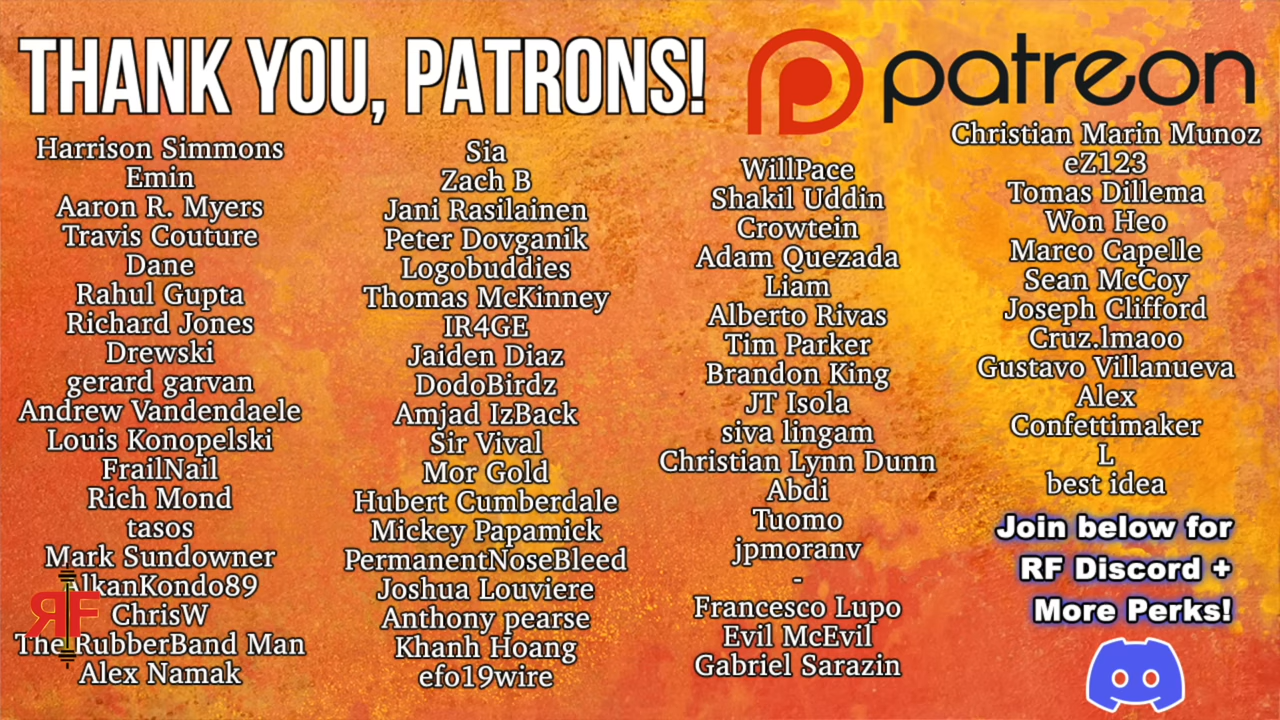 THANK YOU, PATRONS!
patreon
Harrison Simmons
Emin
Aaron R. Myers
Travis Couture
Dane
Rahul Gupta
Richard Jones
Drewski
gerard garvan
Andrew Vandendaele
Louis Konopelski
FrailNail
Rich Mond
tasos
Mark Sundowner
AlkanKondo89
ChrisW
The RubberBand Man
Alex Namak
RF
Sia
Zach B
Jani Rasilainen
Peter Dovganik
Logobuddies
Thomas McKinney
IR4GE
Jaiden Diaz
DodoBirdz
Amjad IzBack
Sir Vival
Mor Gold
Hubert Cumberdale
Mickey Papamick
PermanentNoseBleed
Joshua Louviere
Anthony pearse
Khanh Hoang
efo19wire
WillPace
Shakil Uddin
Crowtein
Adam Quezada
Liam
Alberto Rivas
Tim Parker
Brandon King
JT Isola
siva lingam
Christian Lynn Dunn
Abdi
Tuomo
jpmoranv
-
Francesco Lupo
Evil McEvil
Gabriel Sarazin
Christian Marin Munoz
eZ123
Tomas Dillema
Won Heo
Marco Capelle
Sean McCoy
Joseph Clifford
Cruz.lmaoo
Gustavo Villanueva
Alex
Confettimaker
L
best idea
Join below for
RF Discord +
More Perks!